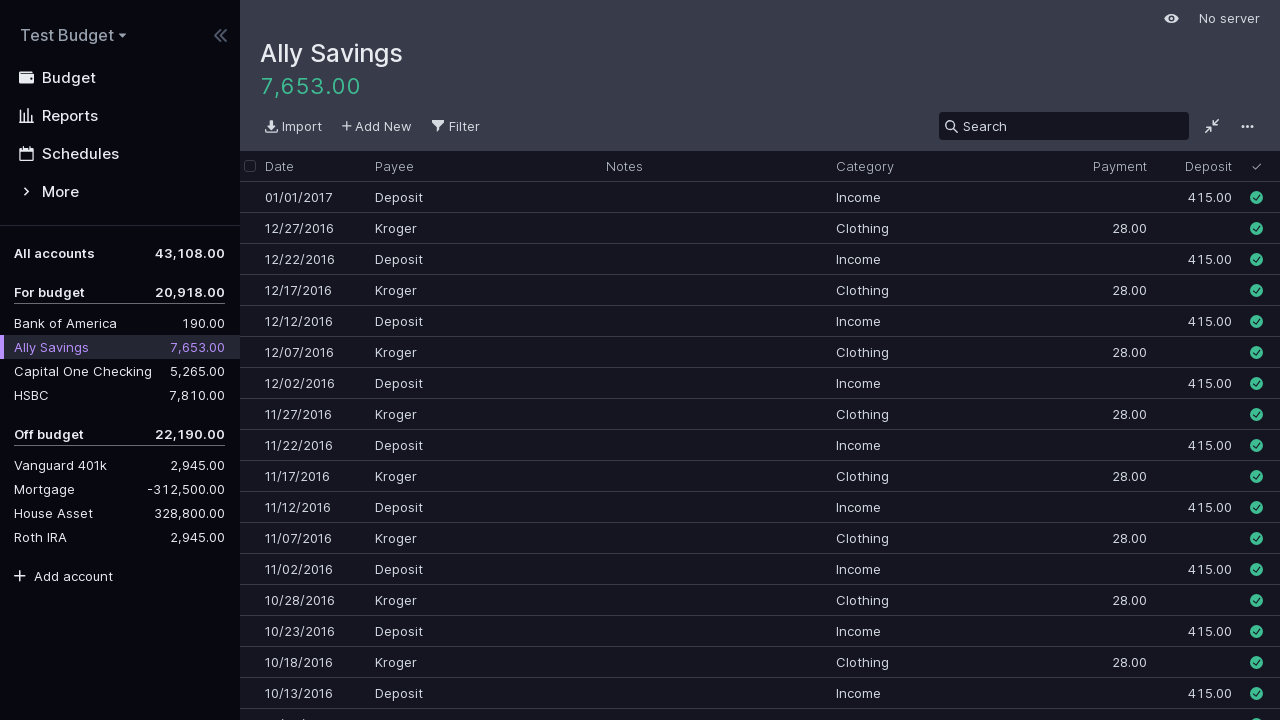 Test Budget
Budget
Reports
Schedules
More
All accounts 43,108.00
For budget 20,918.00
Bank of America 190.00
Ally Savings 7,653.00
Capital One Checking 5,265.00
HSBC 7,810.00
Off budget 22,190.00
Vanguard 401k 2,945.00
Mortgage -312,500.00
House Asset 328,800.00
Roth IRA 2,945.00
Add account
No server
Ally Savings
7,653.00
Import Add New Filter Search
Date Payee Notes Category Payment Deposit
01/01/2017 Deposit Income 415.00
12/27/2016 Kroger Clothing 28.00
12/22/2016 Deposit Income 415.00
12/17/2016 Kroger Clothing 28.00
12/12/2016 Deposit Income 415.00
12/07/2016 Kroger Clothing 28.00
12/02/2016 Deposit Income 415.00
11/27/2016 Kroger Clothing 28.00
11/22/2016 Deposit Income 415.00
11/17/2016 Kroger Clothing 28.00
11/12/2016 Deposit Income 415.00
11/07/2016 Kroger Clothing 28.00
11/02/2016 Deposit Income 415.00
10/28/2016 Kroger Clothing 28.00
10/23/2016 Deposit Income 415.00
10/18/2016 Kroger Clothing 28.00
10/13/2016 Deposit Income 415.00